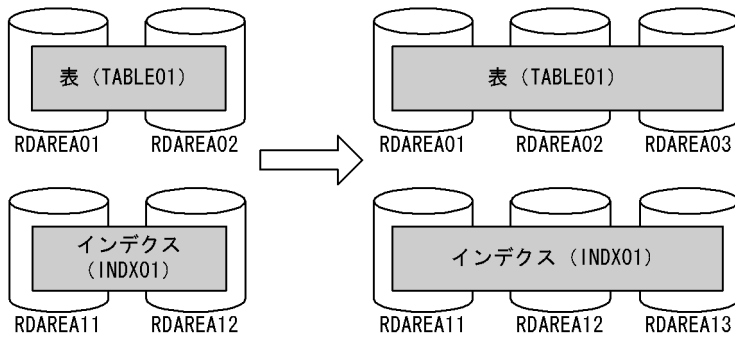 表（TABLE01）
RDAREA01 RDAREA02
インデクス
（INDX01）
RDAREA11 RDAREA12
表（TABLE01）
RDAREA01 RDAREA02 RDAREA03
インデクス（INDX01）
RDAREA11 RDAREA12 RDAREA13